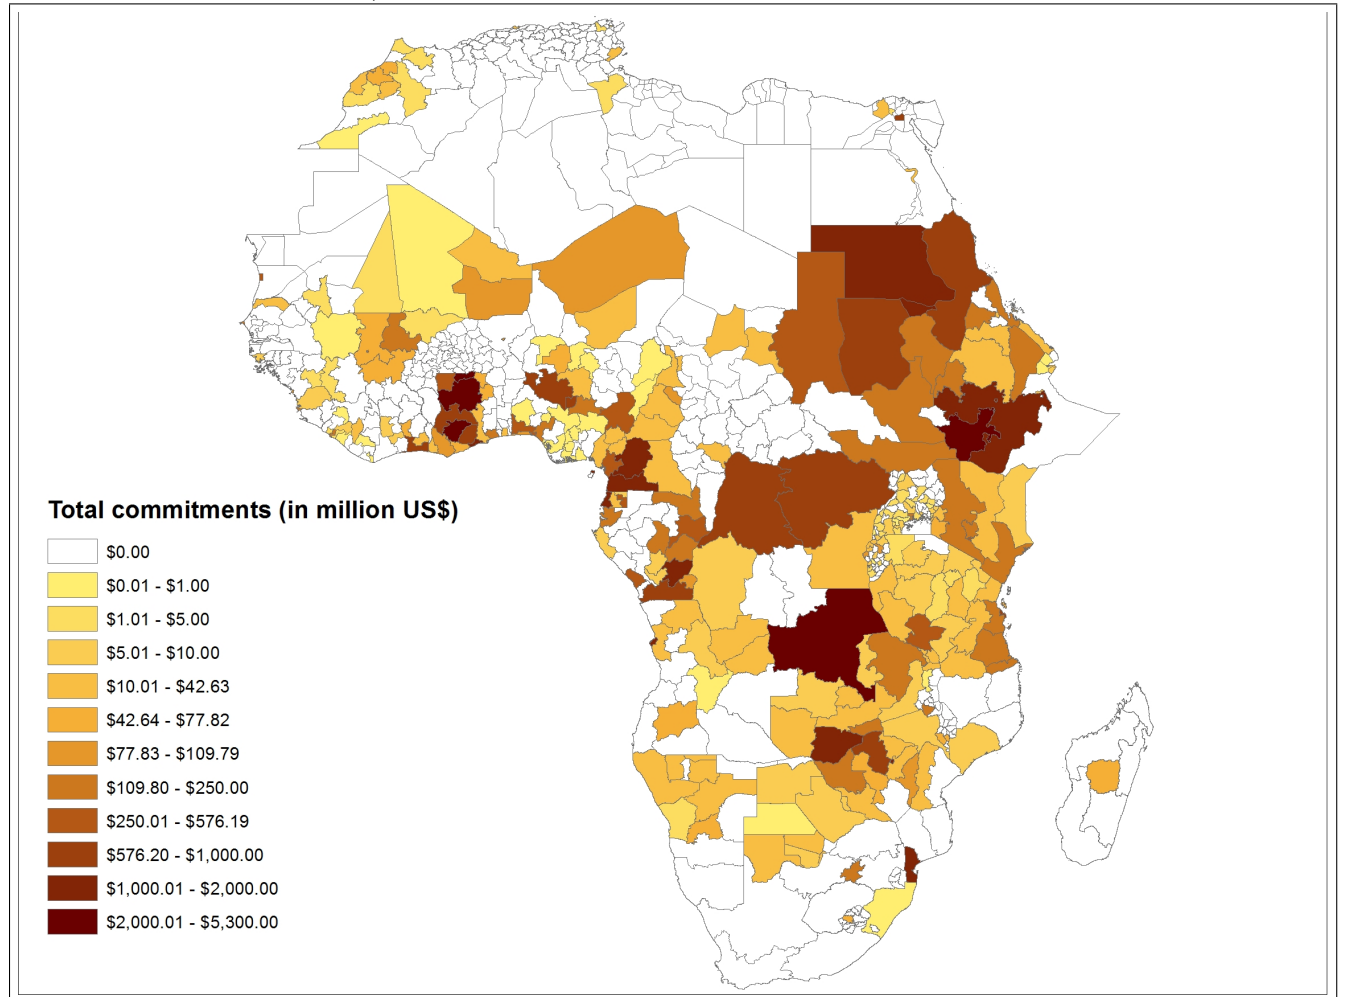 Total commitments (in million US$)
$0.00
$0.01 - $1.00
$1.01 - $5.00
$5.01 - $10.00
$10.01 - $42.63
$42.64 - $77.82
$77.83 - $109.79
$109.80 - $250.00
$250.01 - $576.19
$576.20 - $1,000.00
$1,000.01 - $2,000.00
$2,000.01 - $5,300.00